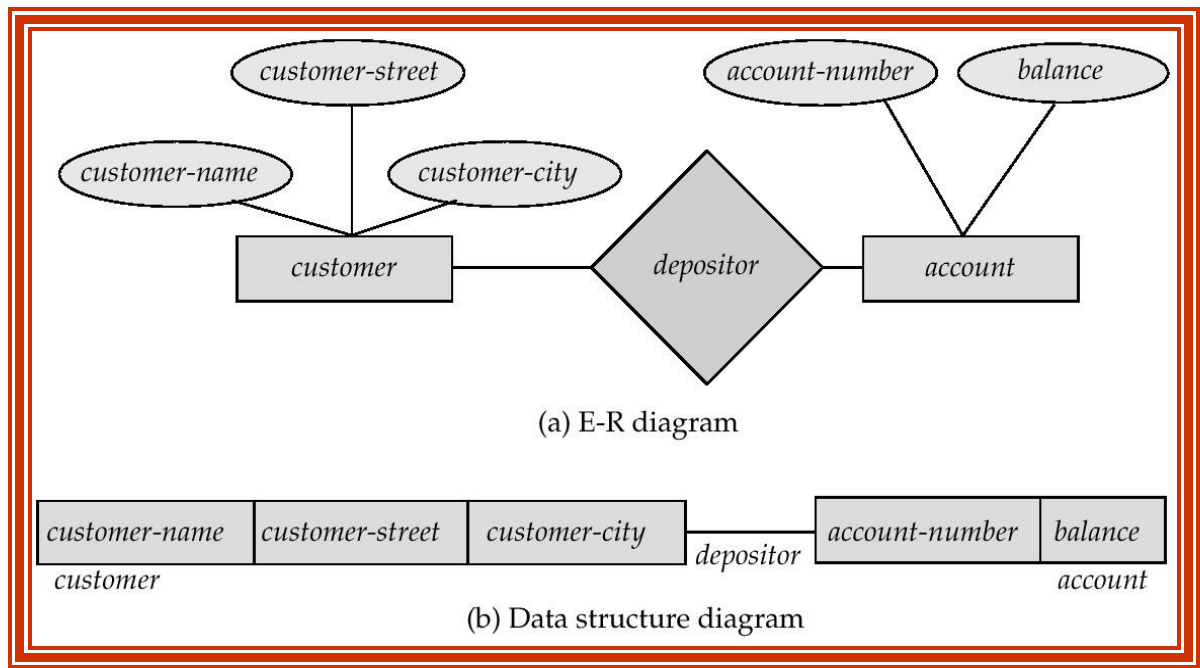 customer-street
account-number
balance
customer-name
customer-city
customer
depositor
account
(a) E-R diagram
customer-name customer-street customer-city account-number balance
depositor
customer account
(b) Data structure diagram